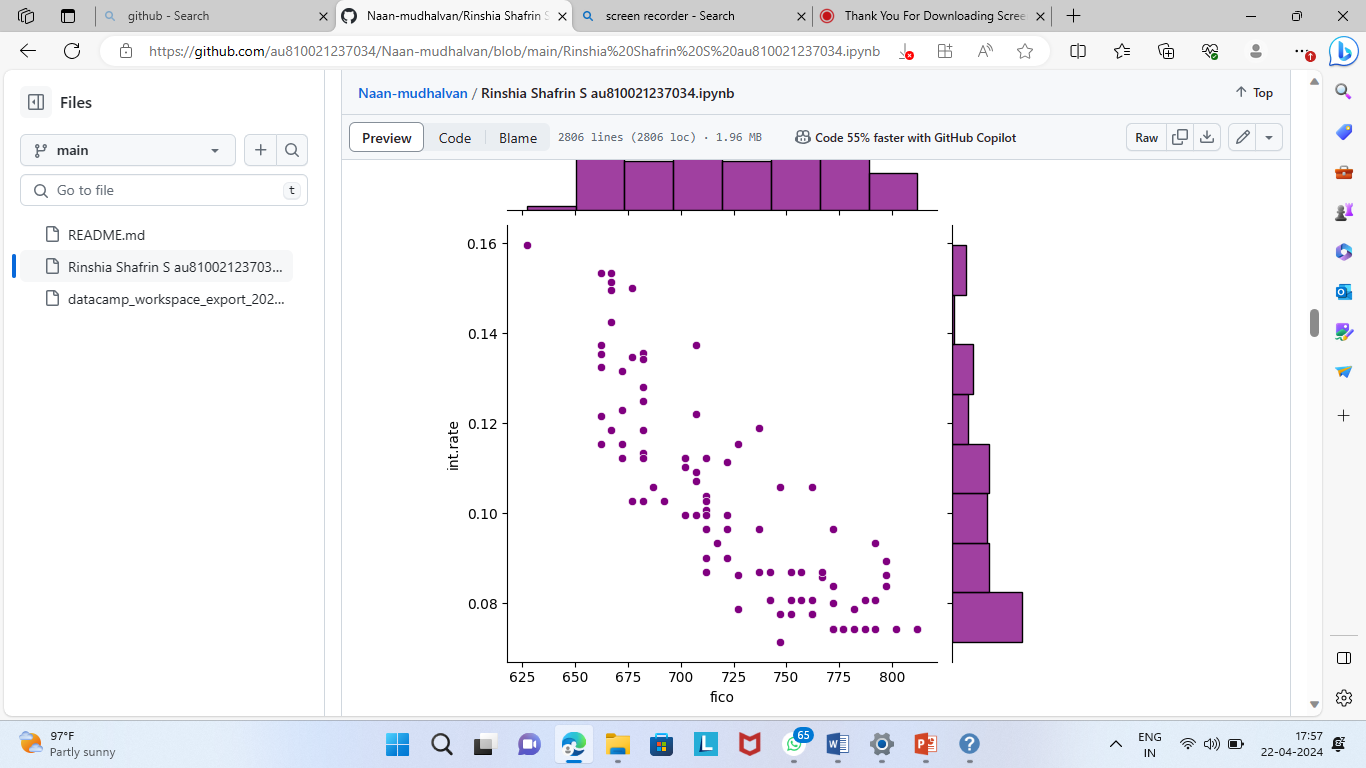 github - Search
Naan-mudhalvan/Rinshia Shafrin S
screen recorder - Search
Thank You For Downloading Scree
https://github.com/au810021237034/Naan-mudhalvan/blob/main/Rinshia%20Shafrin%20S%20au810021237034.ipynb
Files
main
Go to file
t
README.md
Rinshia Shafrin S au81002123703...
datacamp_workspace_export_202...
Naan-mudhalvan / Rinshia Shafrin S au810021237034.ipynb
Top
Preview
Code
Blame
2806 lines (2806 loc) · 1.96 MB
Code 55% faster with GitHub Copilot
Raw
0.16
0.14
0.12
0.10
0.08
int.rate
625 650 675 700 725 750 775 800
fico
97°F
Partly sunny
65
ENG
IN
17:57
22-04-2024